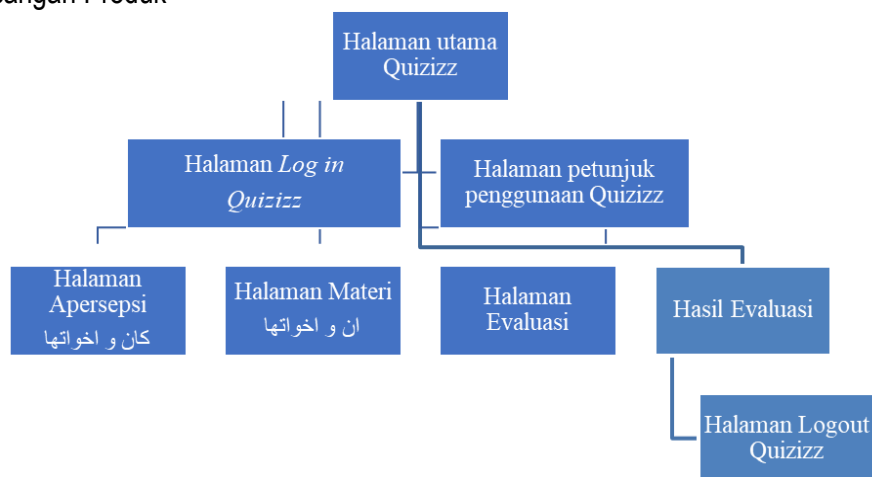 Halaman utama
Quizizz
Halaman Log in
Quizizz
Halaman petunjuk
penggunaan Quizizz
Halaman
Apersepsi
كان و اخواتها
Halaman Materi
ان و اخواتها
Halaman
Evaluasi
Hasil Evaluasi
Halaman Logout
Quizizz